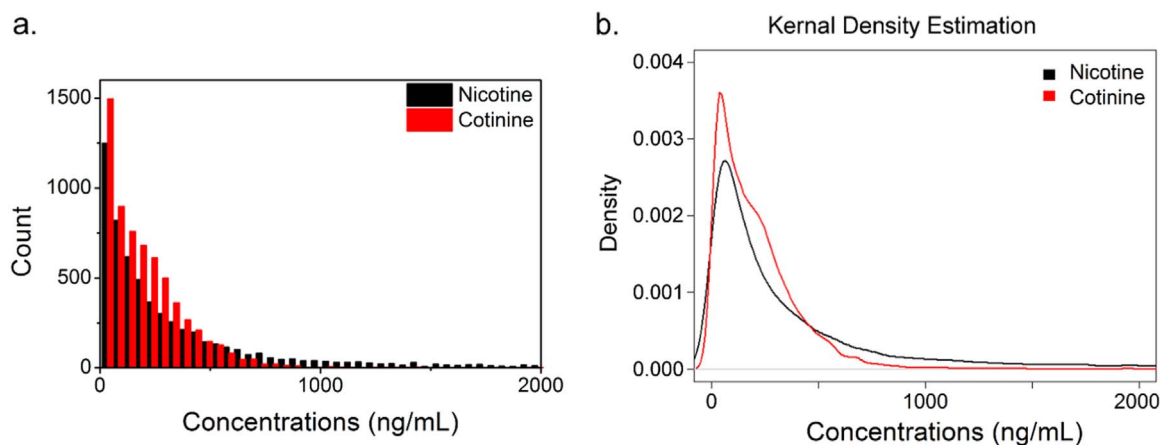 a.
Nicotine
Cotinine
1500
1000
500
0
Count
0 1000 2000
Concentrations (ng/mL)
b.
Kernal Density Estimation
Nicotine
Cotinine
0.004
0.003
0.002
0.001
0.000
Density
0 1000 2000
Concentrations (ng/mL)